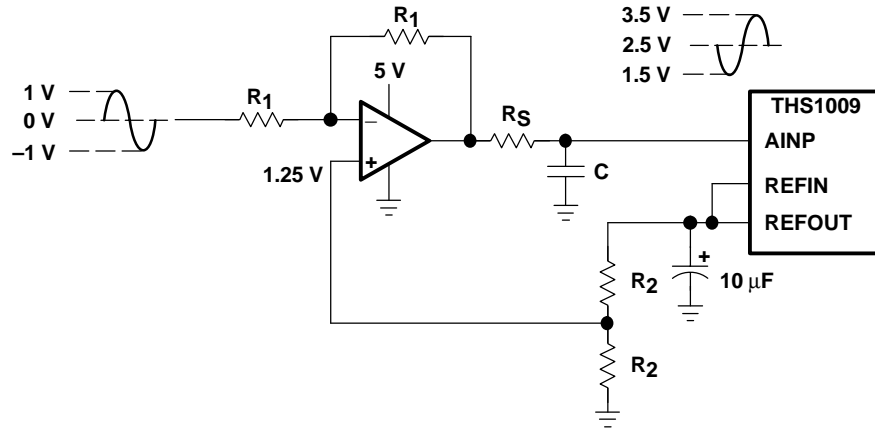 3.5 V
2.5 V
1.5 V
R1
5 V
1 V
0 V
–1 V
R1
RS
THS1009
AINP
REFIN
REFOUT
–
+
1.25 V
C
+
R2
10 μF
R2